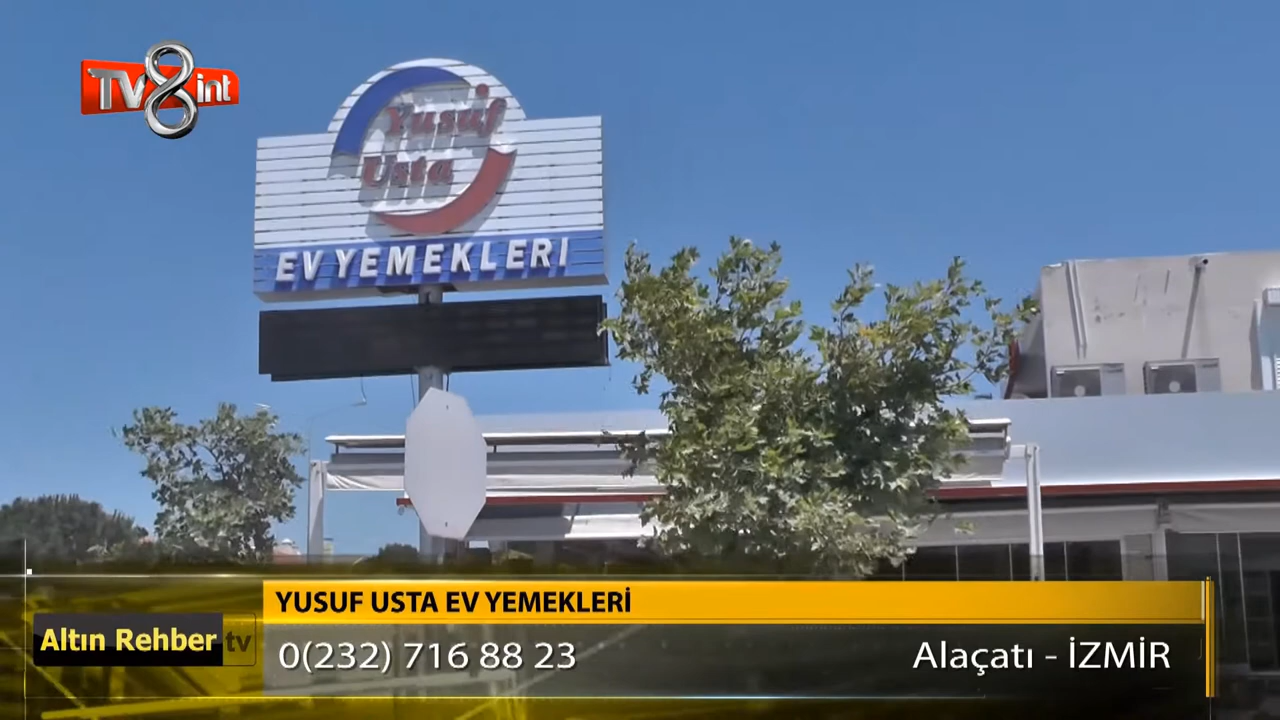 TV8int
Yusuf
Usta
EV YEMEKLERİ
YUSUF USTA EV YEMEKLERİ
Altın Rehber tv
0(232) 716 88 23
Alaçatı - İZMİR